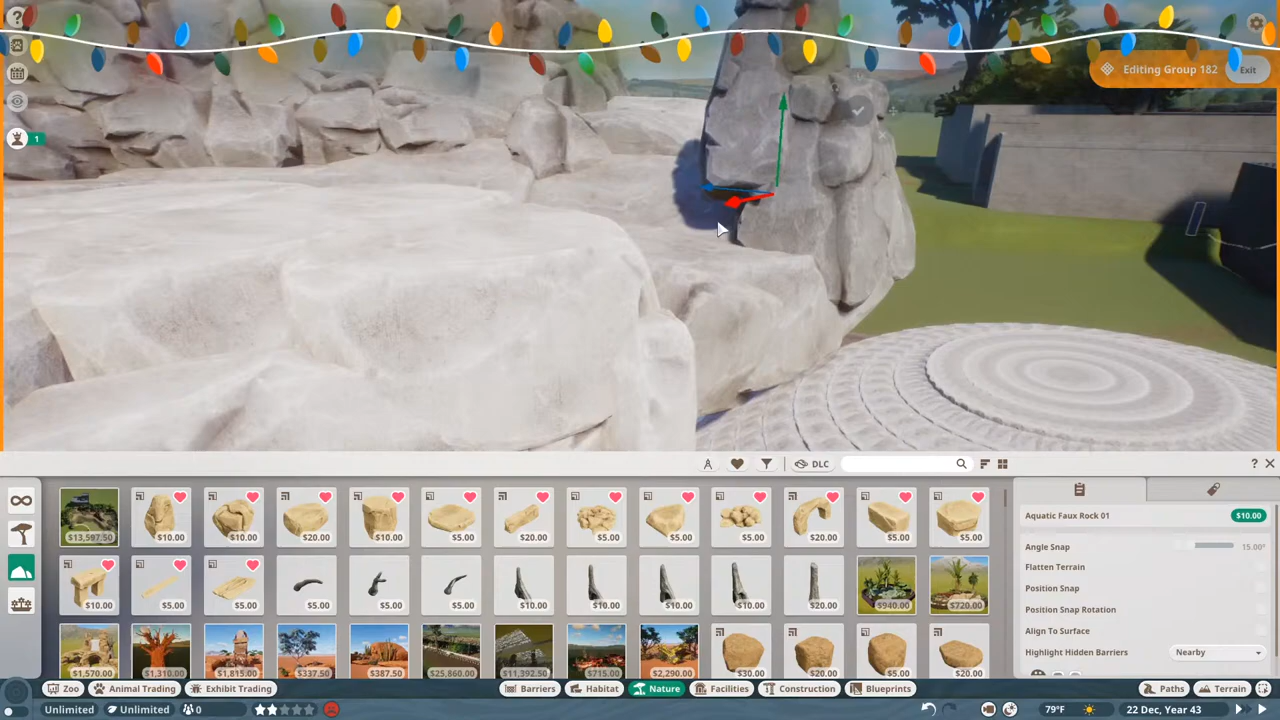 ?
Editing Group 182
Exit
1
DLC
?
$13,597.50
$10.00
$10.00
$20.00
$10.00
$5.00
$20.00
$5.00
$5.00
$5.00
$20.00
$5.00
$5.00
$10.00
$5.00
$5.00
$5.00
$5.00
$5.00
$10.00
$10.00
$10.00
$10.00
$20.00
$940.00
$720.00
$1,570.00
$1,310.00
$1,815.00
$337.50
$387.50
$25,860.00
$11,392.50
$715.00
$2,290.00
$30.00
$20.00
$5.00
$20.00
Aquatic Faux Rock 01
$10.00
Angle Snap
15.00°
Flatten Terrain
Position Snap
Position Snap Rotation
Align To Surface
Highlight Hidden Barriers
Nearby
Zoo
Animal Trading
Exhibit Trading
Barriers
Habitat
Nature
Facilities
Construction
Blueprints
Paths
Terrain
Unlimited
Unlimited
0
79°F
22 Dec, Year 43